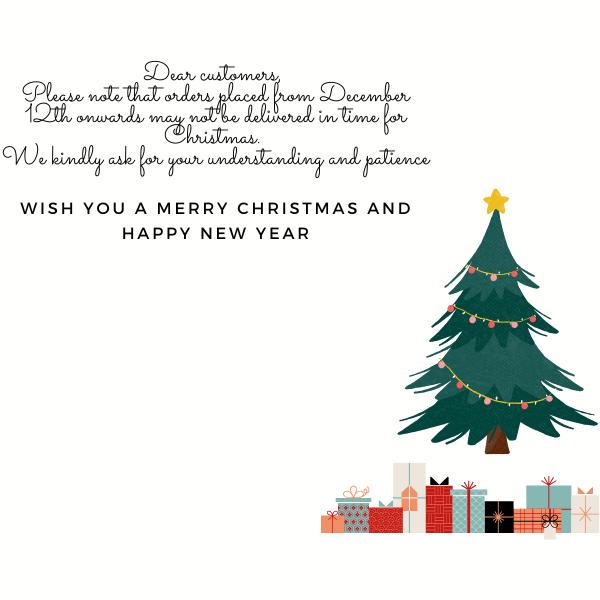 Dear customers,
Please note that orders placed from December
12th onwards may not be delivered in time for
Christmas.
We kindly ask for your understanding and patience
WISH YOU A MERRY CHRISTMAS AND
HAPPY NEW YEAR